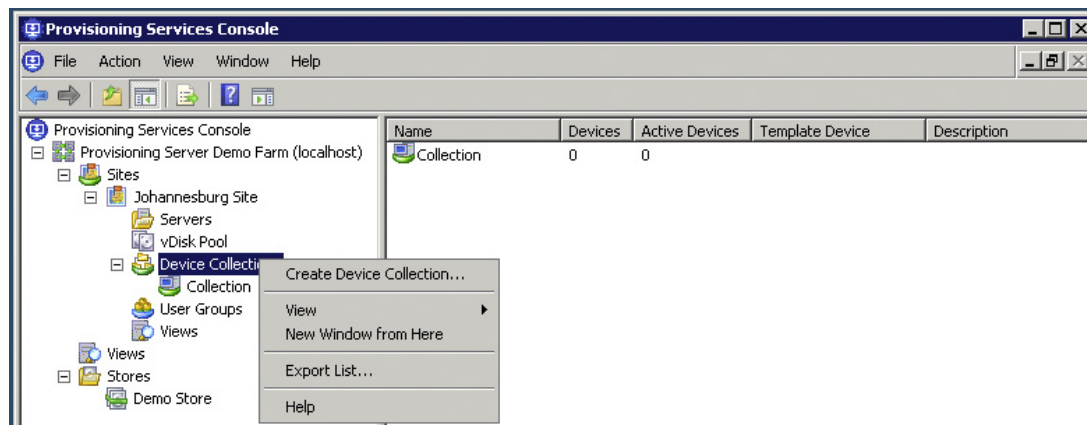 Provisioning Services Console
File Action View Window Help
Provisioning Services Console
Provisioning Server Demo Farm (localhost)
Sites
Johannesburg Site
Servers
vDisk Pool
Device Collecti
Collection
User Groups
Views
Views
Stores
Demo Store
Create Device Collection...
View
New Window from Here
Export List...
Help
Name Devices Active Devices Template Device Description
Collection 0 0